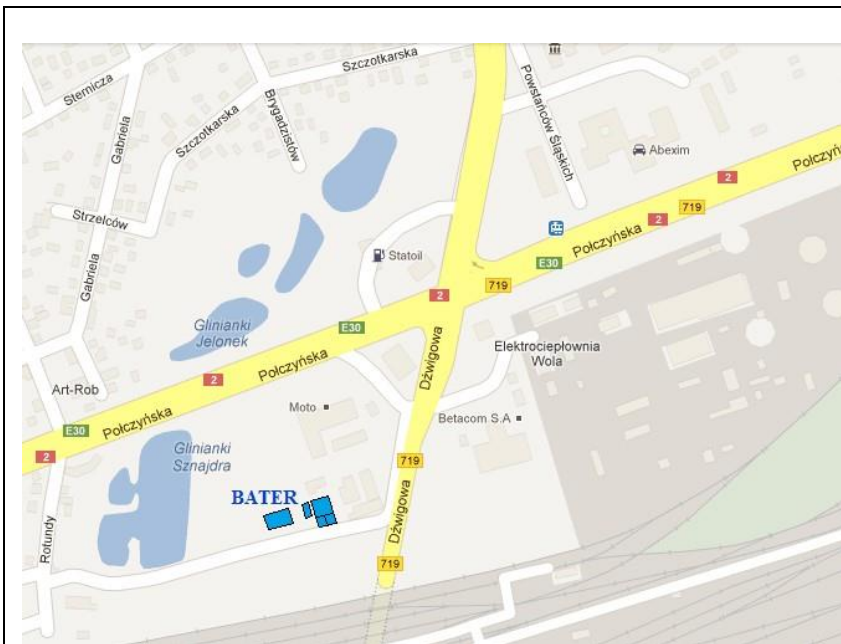 Szczotkarska
Sternicza
Gabriela
Szczotkarska
Brygadzistów
Powstańców Śląskich
Abexim
Połczyńska
2
719
2
Strzelców
Połczyńska
Statoil
E30
719
Gabriela
2
Glinianki
Jelonek
E30
Elektrociepłownia
Wola
Połczyńska
2
Dźwigowa
Art-Rob
Moto
Betacom S.A
E30
Połczyńska
Glinianki
Sznajdra
2
719
BATER
Dźwigowa
Rotundy
719